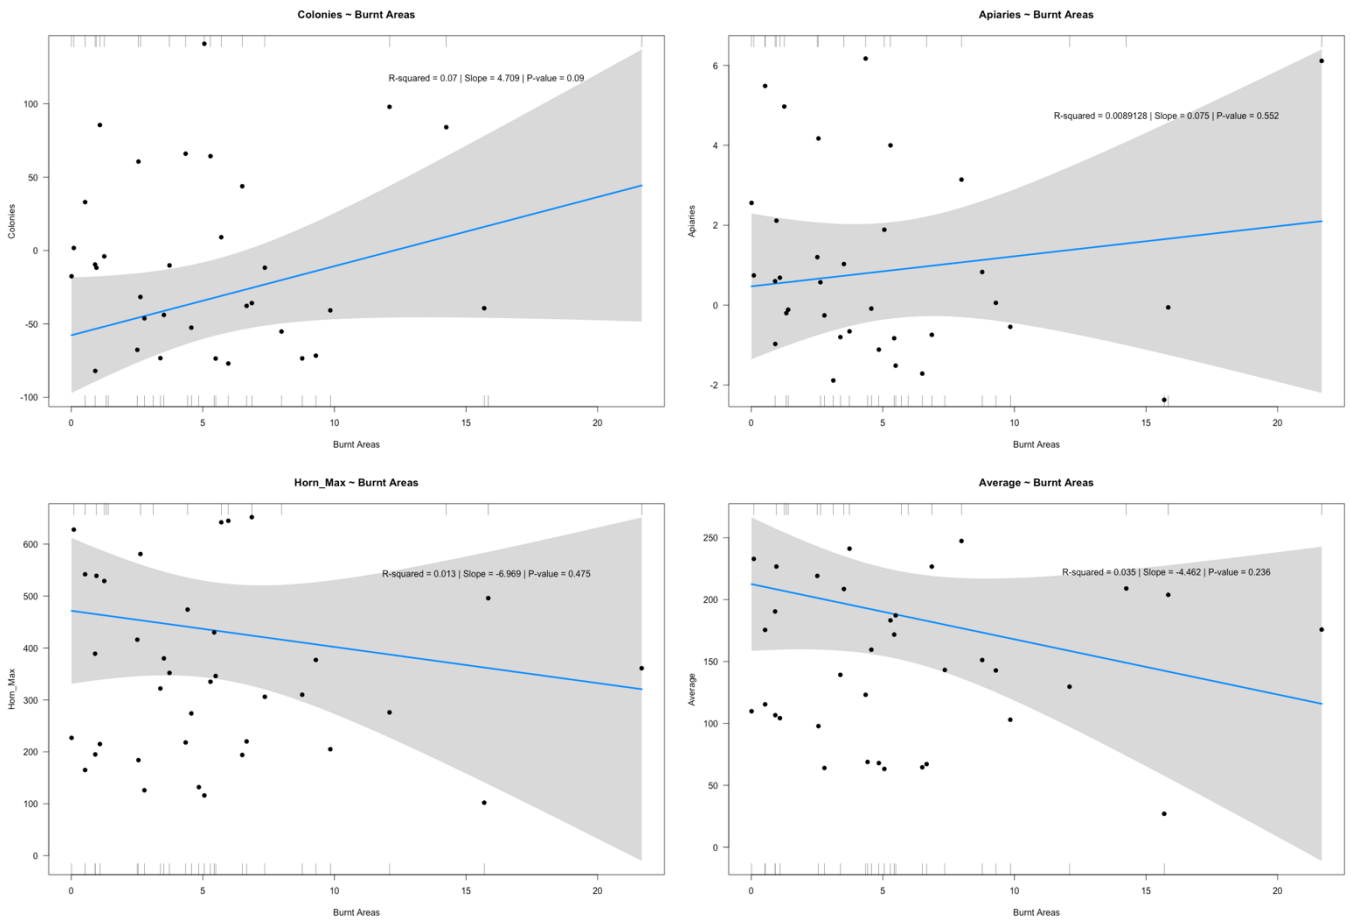 Colonies ~ Burnt Areas
R-squared = 0.07 | Slope = 4.709 | P-value = 0.09
Colonies
100
50
0
-50
-100
0 5 10 15 20
Burnt Areas
Apiaries ~ Burnt Areas
R-squared = 0.0089128 | Slope = 0.075 | P-value = 0.552
Apiaries
6
4
2
0
-2
0 5 10 15 20
Burnt Areas
Horn_Max ~ Burnt Areas
R-squared = 0.013 | Slope = -6.969 | P-value = 0.475
Horn_Max
600
500
400
300
200
100
0
0 5 10 15 20
Burnt Areas
Average ~ Burnt Areas
R-squared = 0.035 | Slope = -4.462 | P-value = 0.236
Average
250
200
150
100
50
0
0 5 10 15 20
Burnt Areas